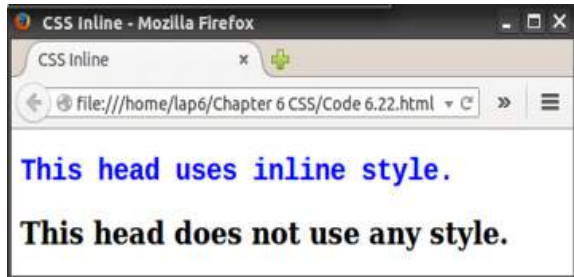 CSS Inline - Mozilla Firefox
CSS Inline
file:///home/lap6/Chapter 6 CSS/Code 6.22.html
This head uses inline style.
This head does not use any style.